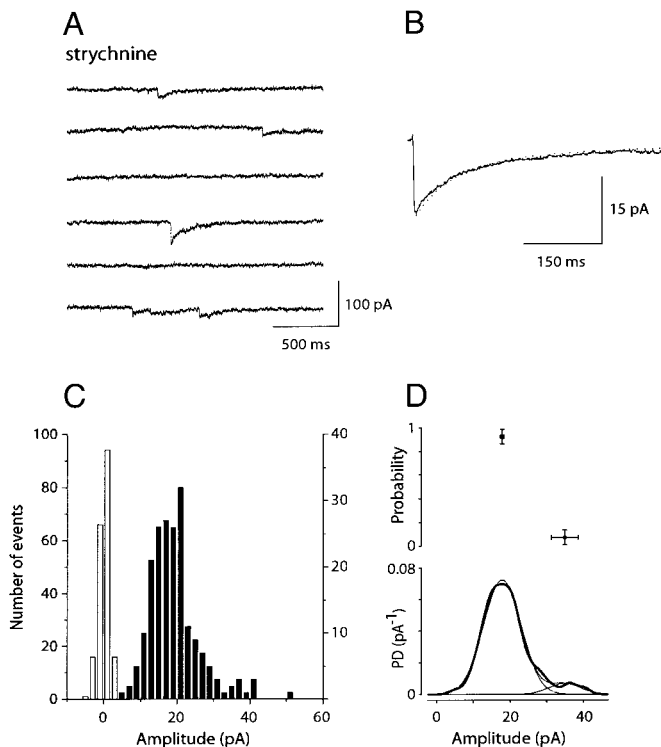 A
B
strychnine
15 pA
150 ms
100 pA
500 ms
C
D
100
80
60
40
20
0
Number of events
40
30
20
10
0
20
40
60
Amplitude (pA)
1
0
Probability
0.08
0
PD (pA-1)
0
20
40
Amplitude (pA)